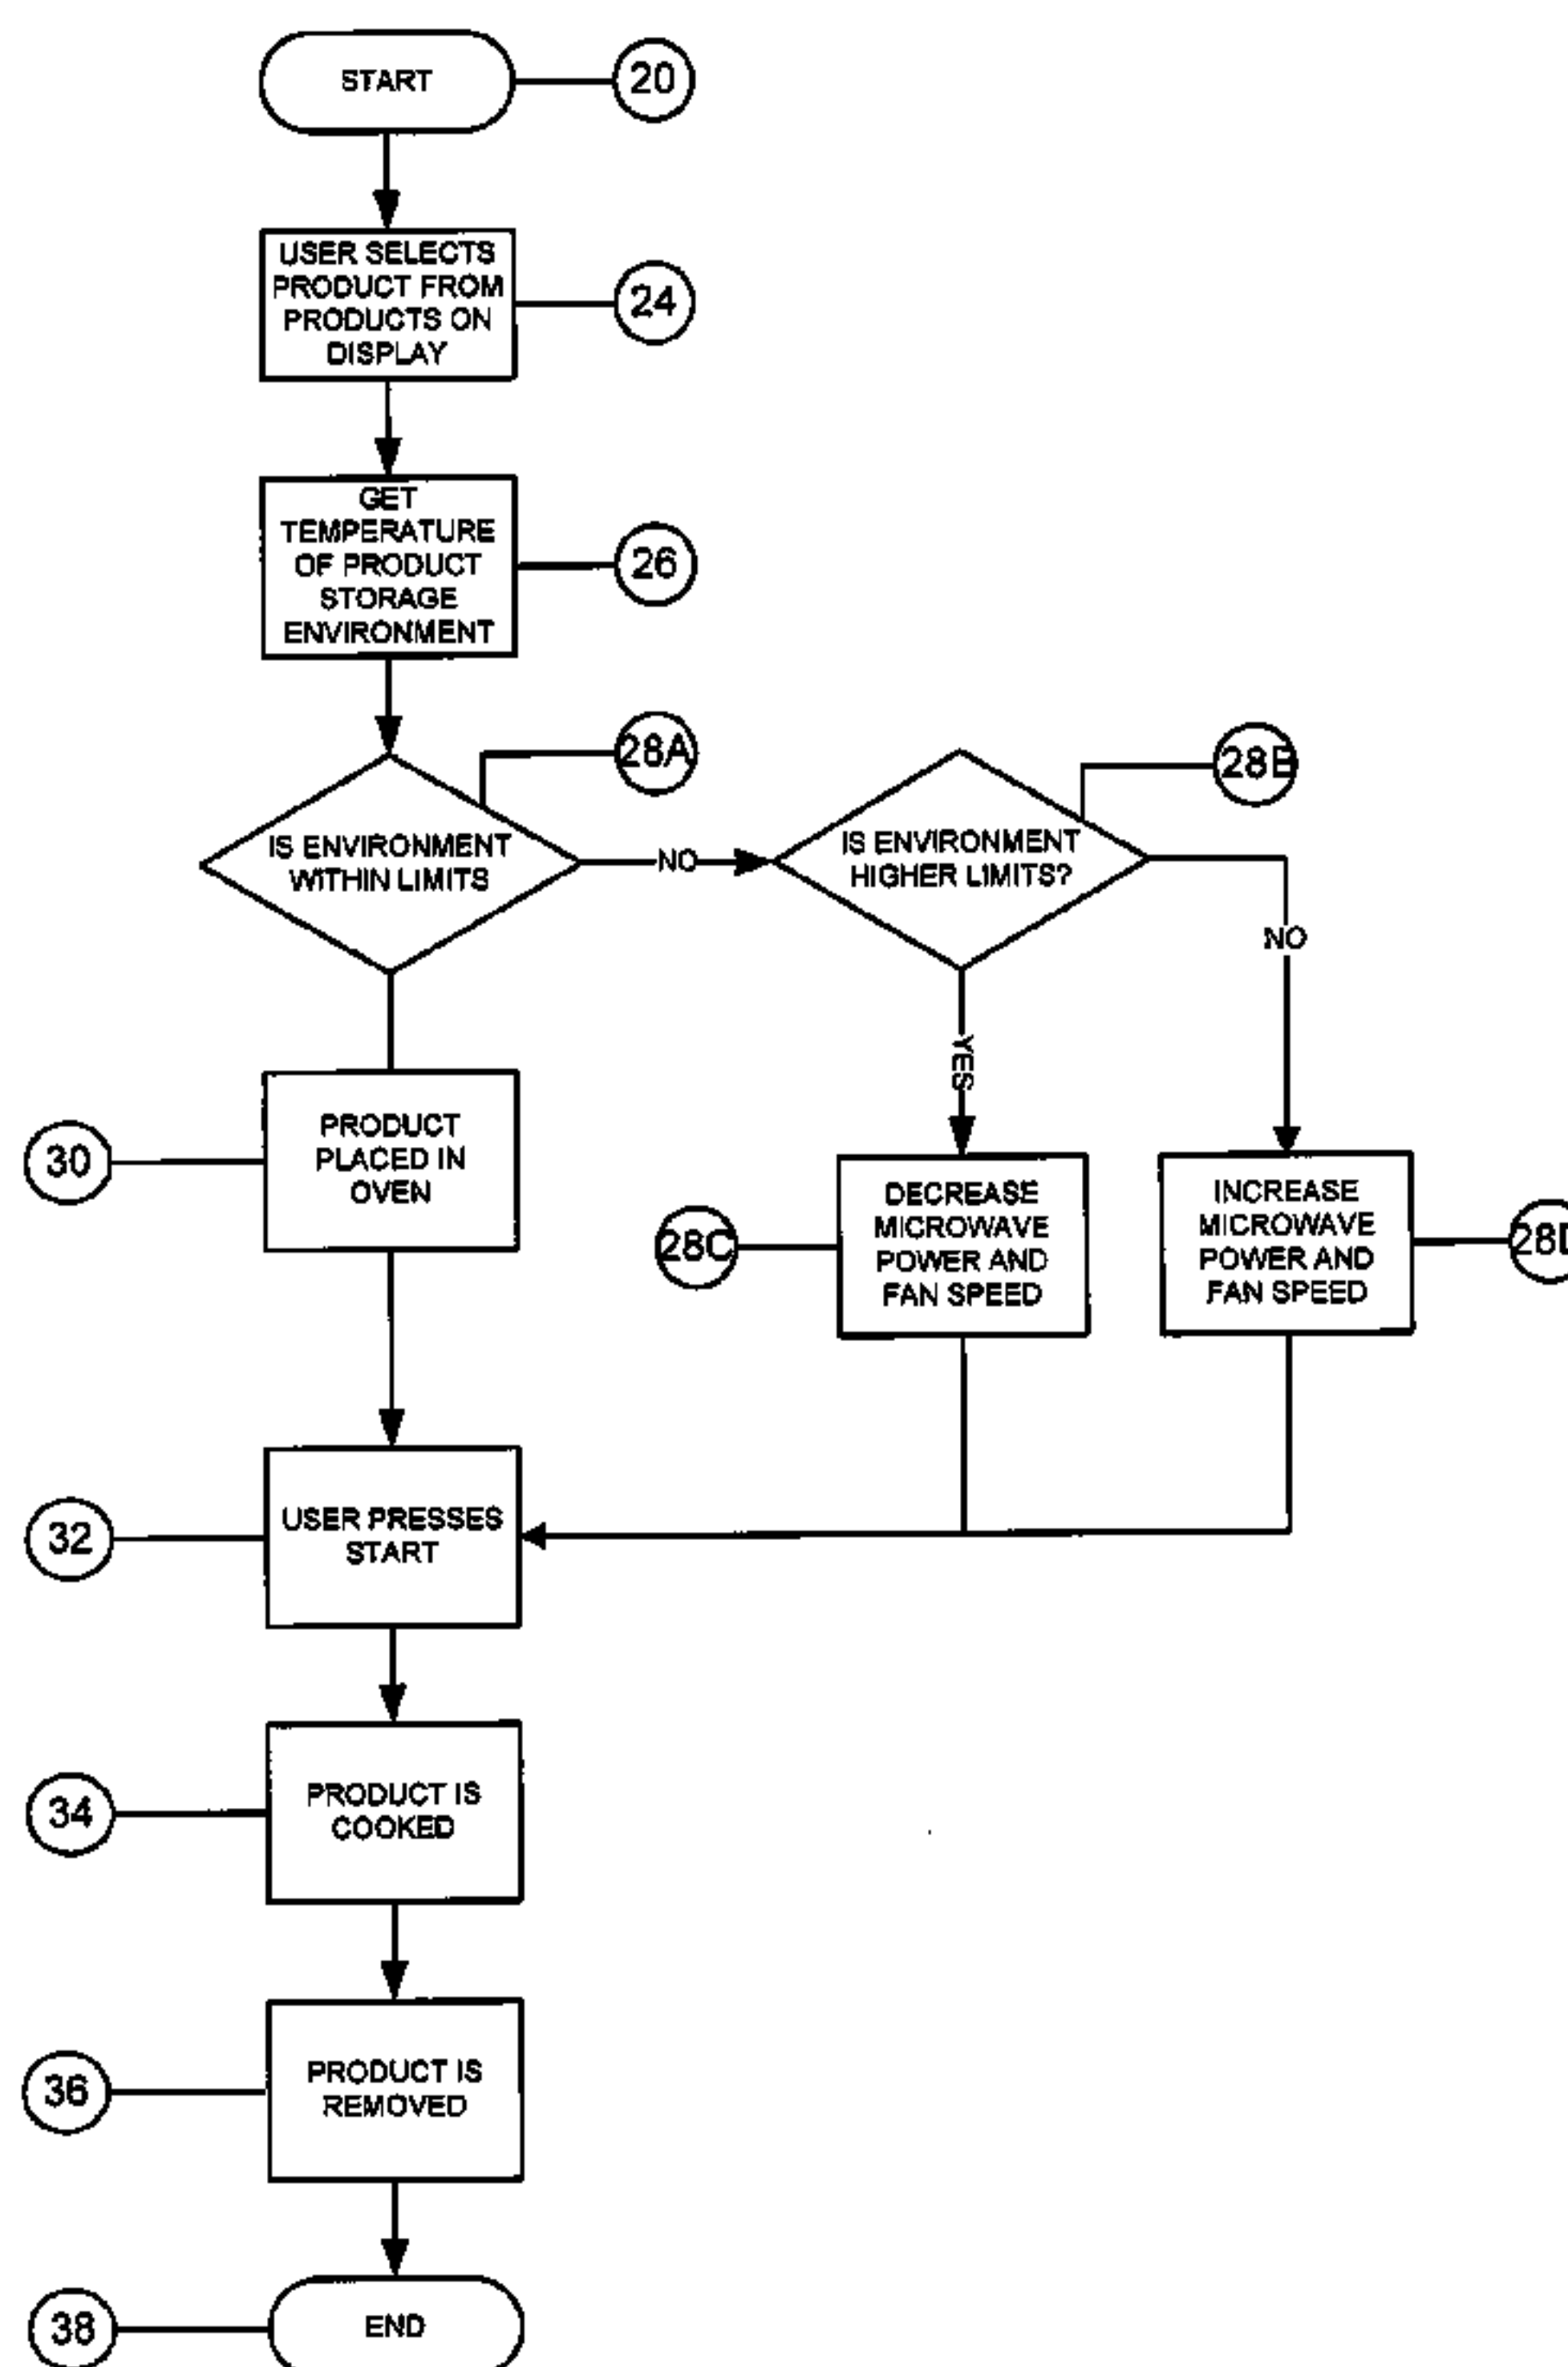 START
20
USER SELECTS
PRODUCT FROM
PRODUCTS ON
DISPLAY
24
GET
TEMPERATURE
OF PRODUCT
STORAGE
ENVIRONMENT
26
28A
28B
IS ENVIRONMENT
WITHIN LIMITS
NO
IS ENVIRONMENT
HIGHER LIMITS?
NO
YES
30
PRODUCT
PLACED IN
OVEN
28C
DECREASE
MICROWAVE
POWER AND
FAN SPEED
INCREASE
MICROWAVE
POWER AND
FAN SPEED
28D
32
USER PRESSES
START
34
PRODUCT IS
COOKED
36
PRODUCT IS
REMOVED
38
END